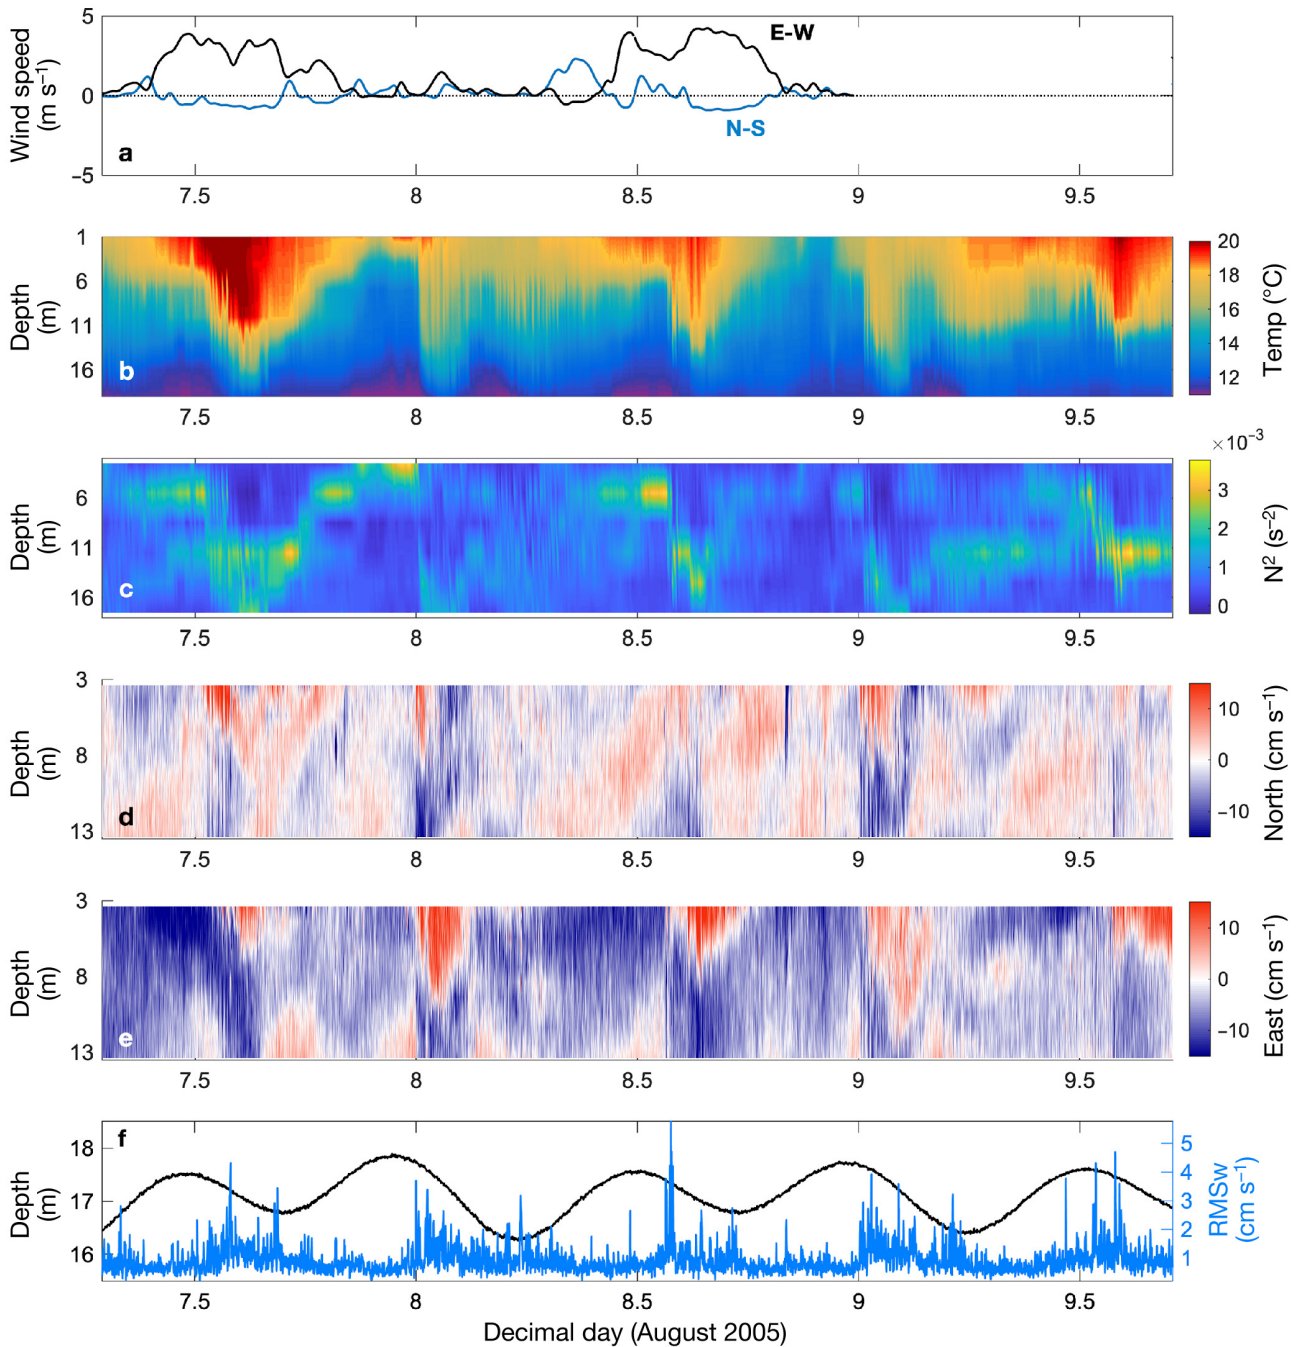 5
0
−5
Wind speed
(m s⁻¹)
E-W
N-S
a
7.5
8
8.5
9
9.5
1
6
11
16
Depth
(m)
b
20
18
16
14
12
Temp (°C)
7.5
8
8.5
9
9.5
×10⁻³
6
11
16
Depth
(m)
c
3
2
1
0
N² (s⁻²)
7.5
8
8.5
9
9.5
3
8
13
Depth
(m)
d
10
0
−10
North (cm s⁻¹)
7.5
8
8.5
9
9.5
3
8
13
Depth
(m)
e
10
0
−10
East (cm s⁻¹)
7.5
8
8.5
9
9.5
f
18
17
16
Depth
(m)
5
4
3
2
1
RMSw
(cm s⁻¹)
7.5
8
8.5
9
9.5
Decimal day (August 2005)